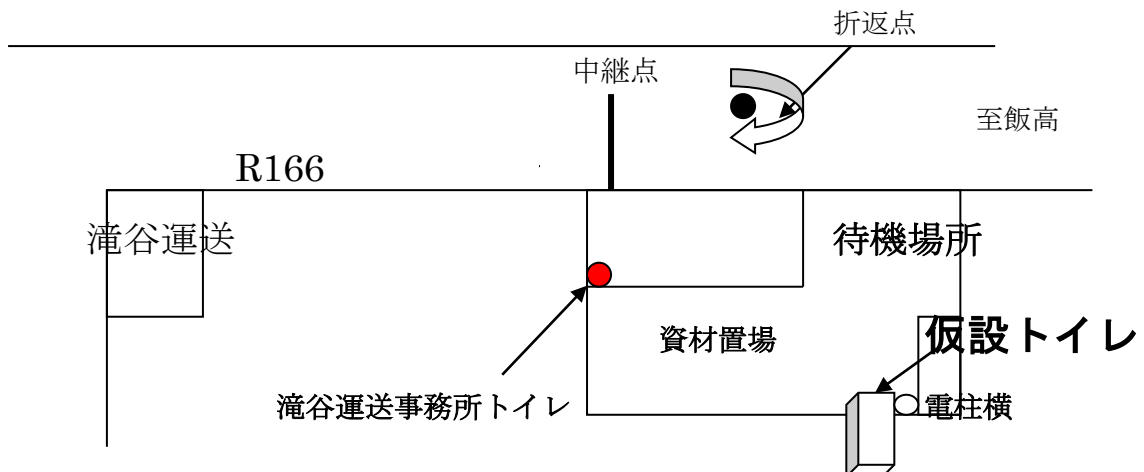 折返点
中継点
至飯高
R166
滝谷運送
待機場所
資材置場
仮設トイレ
滝谷運送事務所トイレ
電柱横